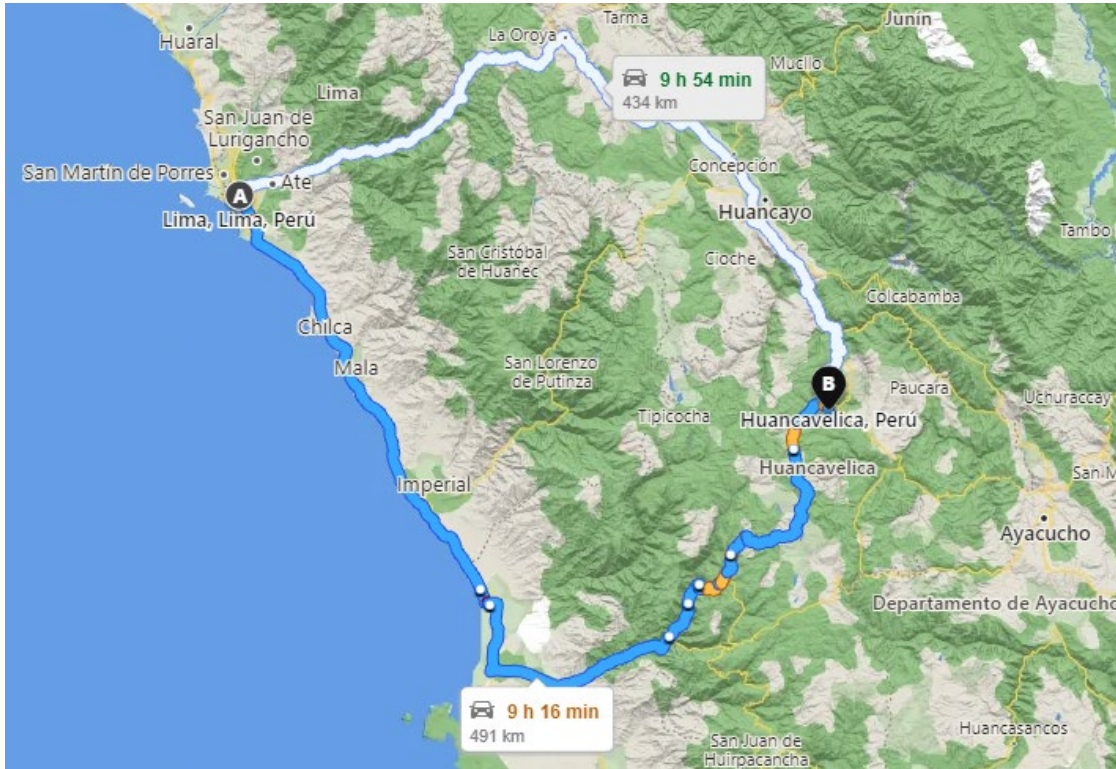 Huaral
La Oroya
Tarma
Junín
Mucllo
9 h 54 min
434 km
Lima
San Juan de
Lurigancho
San Martín de Porres
Ate
A
Lima, Lima, Perú
Concepción
Huancayo
Tambo
San Cristóbal
de Huañec
Cioche
Colcabamba
Chilca
Mala
San Lorenzo
de Putinza
B
Paucara
Uchuraccay
Tipicocha
Huancavelica, Perú
Imperial
Huancavelica
San M
Ayacucho
Departamento de Ayacucho
9 h 16 min
491 km
San Juan de
Huirpacancha
Huancasancos